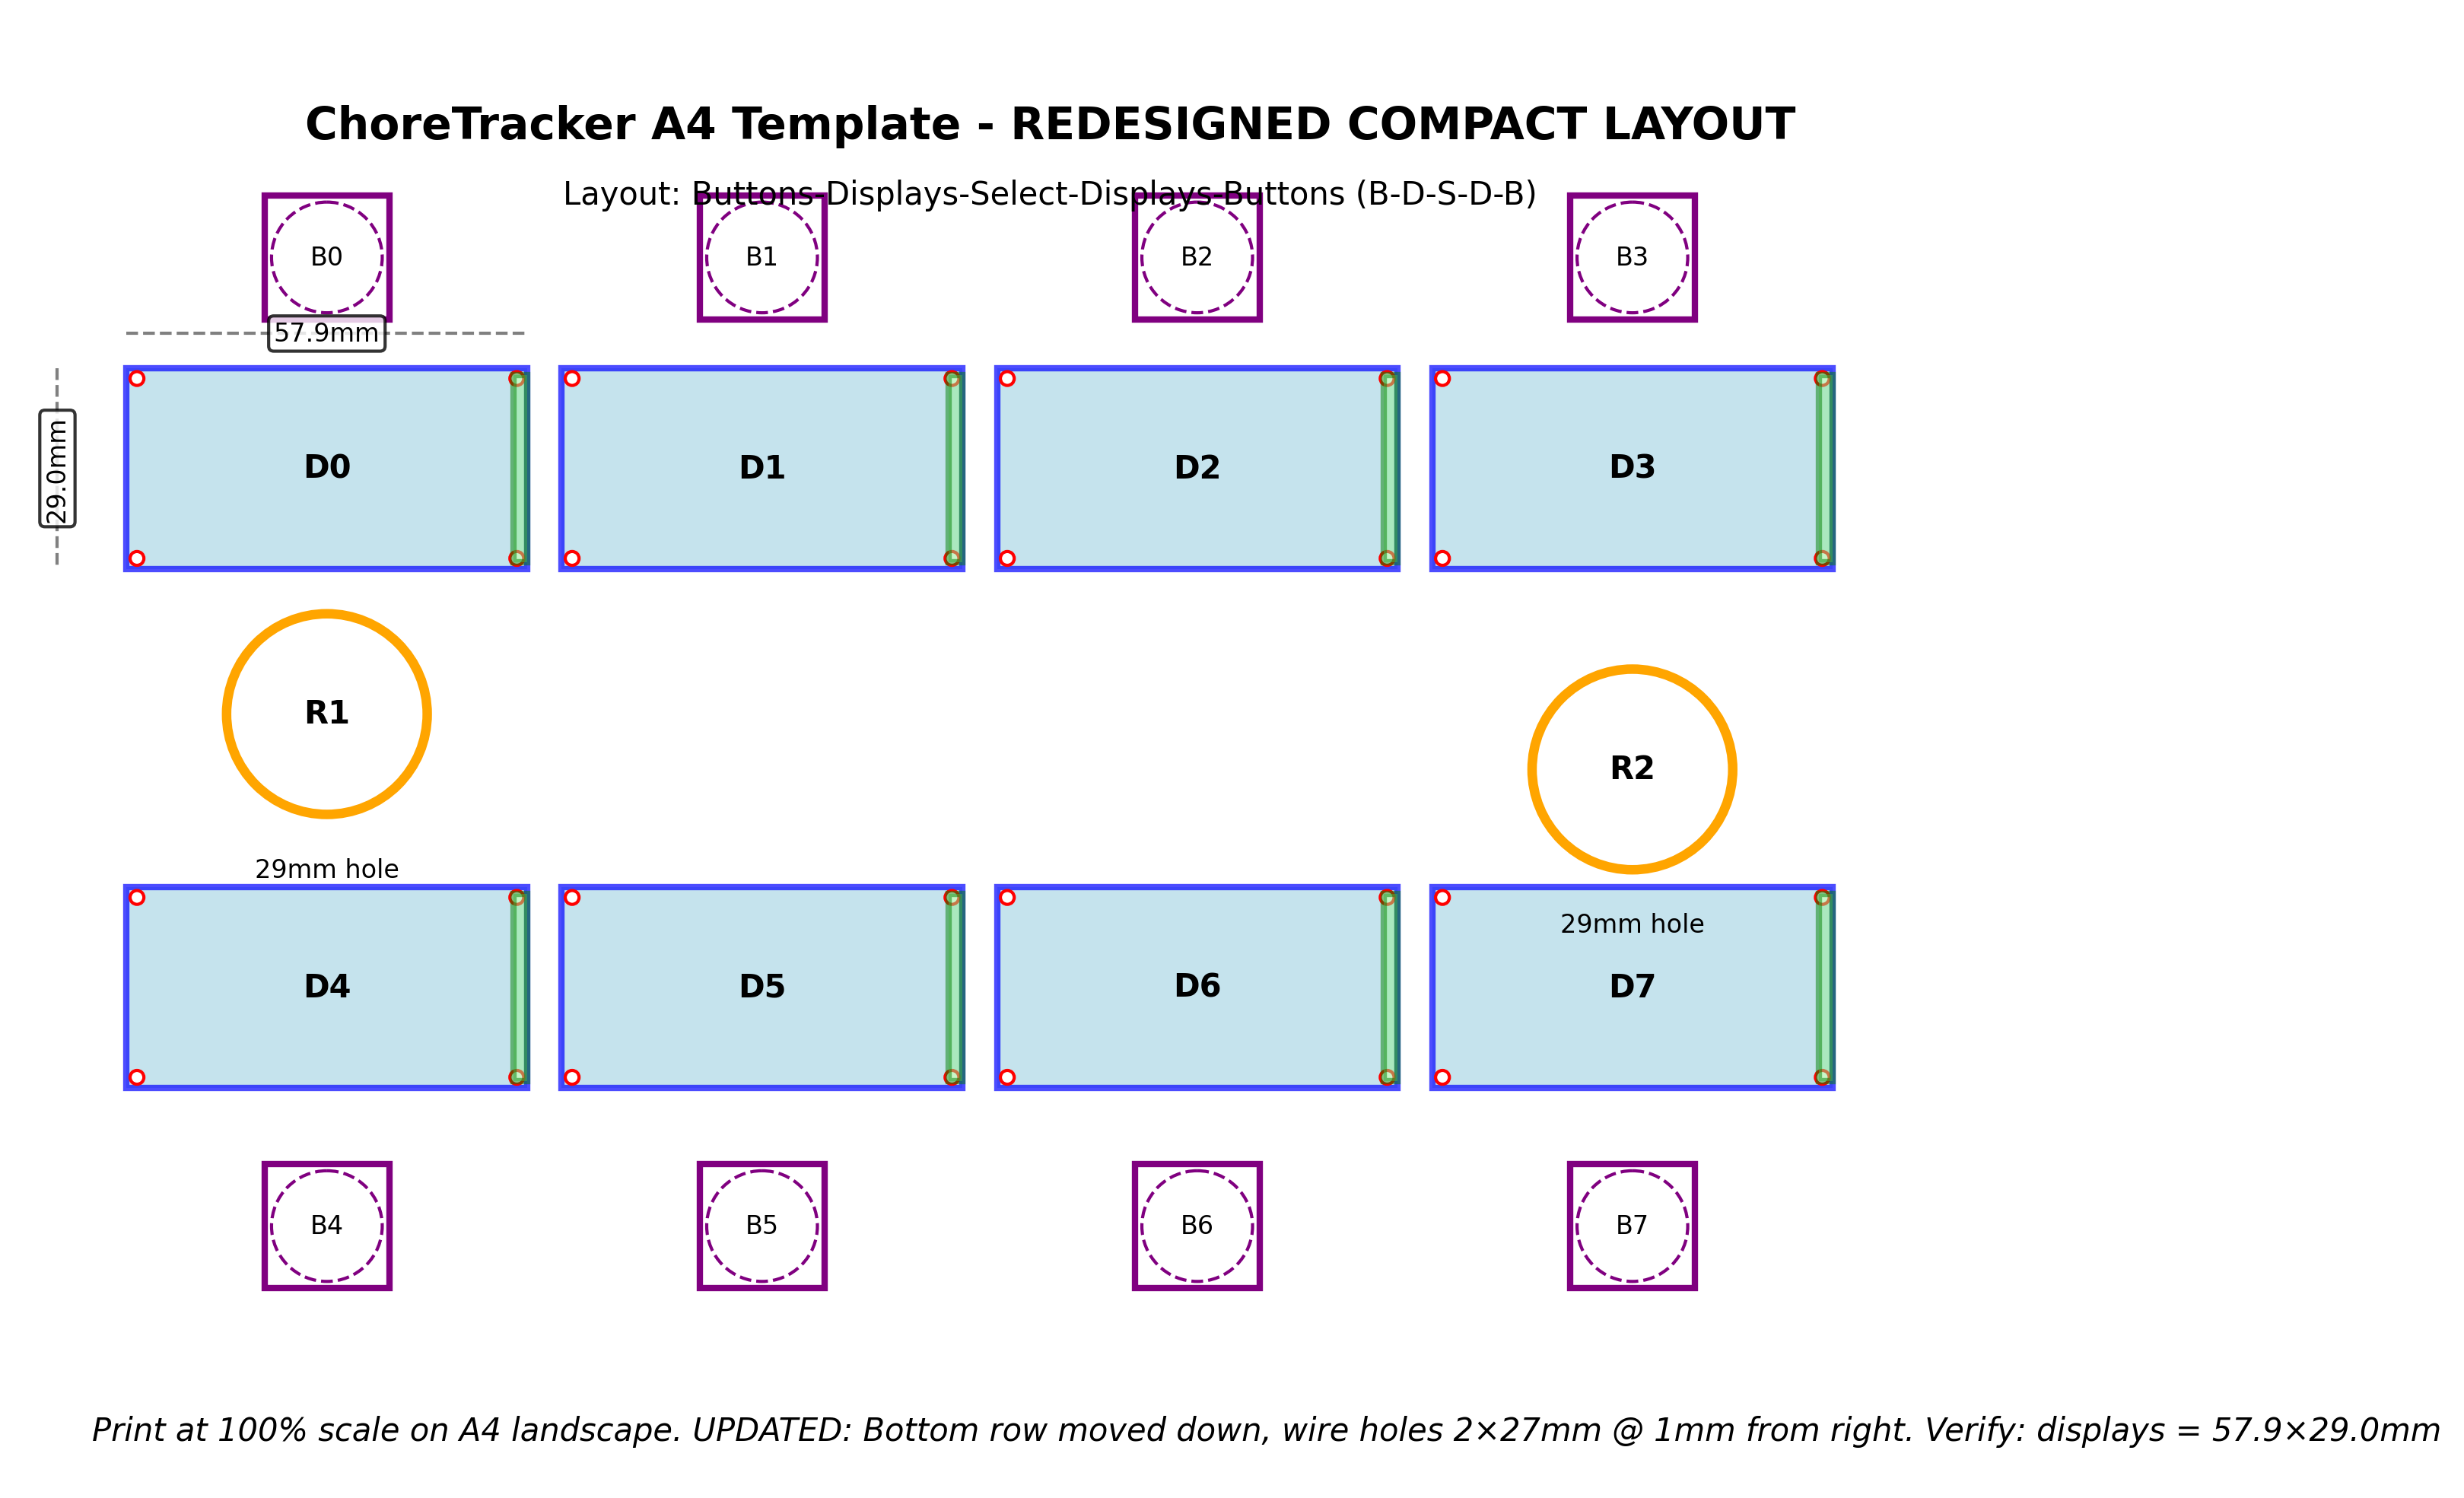 ChoreTracker A4 Template - REDESIGNED COMPACT LAYOUT
Layout: Buttons-Displays-Select-Displays-Buttons (B-D-S-D-B)
B0
B1
B2
B3
57.9mm
29.0mm
D0
D1
D2
D3
R1
R2
29mm hole
29mm hole
D4
D5
D6
D7
B4
B5
B6
B7
Print at 100% scale on A4 landscape. UPDATED: Bottom row moved down, wire holes 2×27mm @ 1mm from right. Verify: displays = 57.9×29.0mm